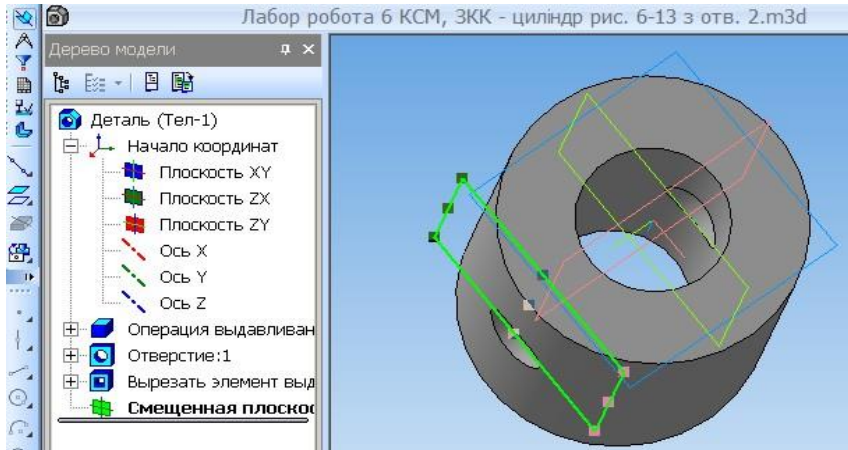 Лабор робота 6 КСМ, ЗКК - циліндр рис. 6-13 з отв. 2.m3d
Дерево модели
Деталь (Тел-1)
Начало координат
Плоскость XY
Плоскость ZX
Плоскость ZY
Ось X
Ось Y
Ось Z
Операция выдавливан
Отверстие:1
Вырезать элемент выд
Смещенная плоскос